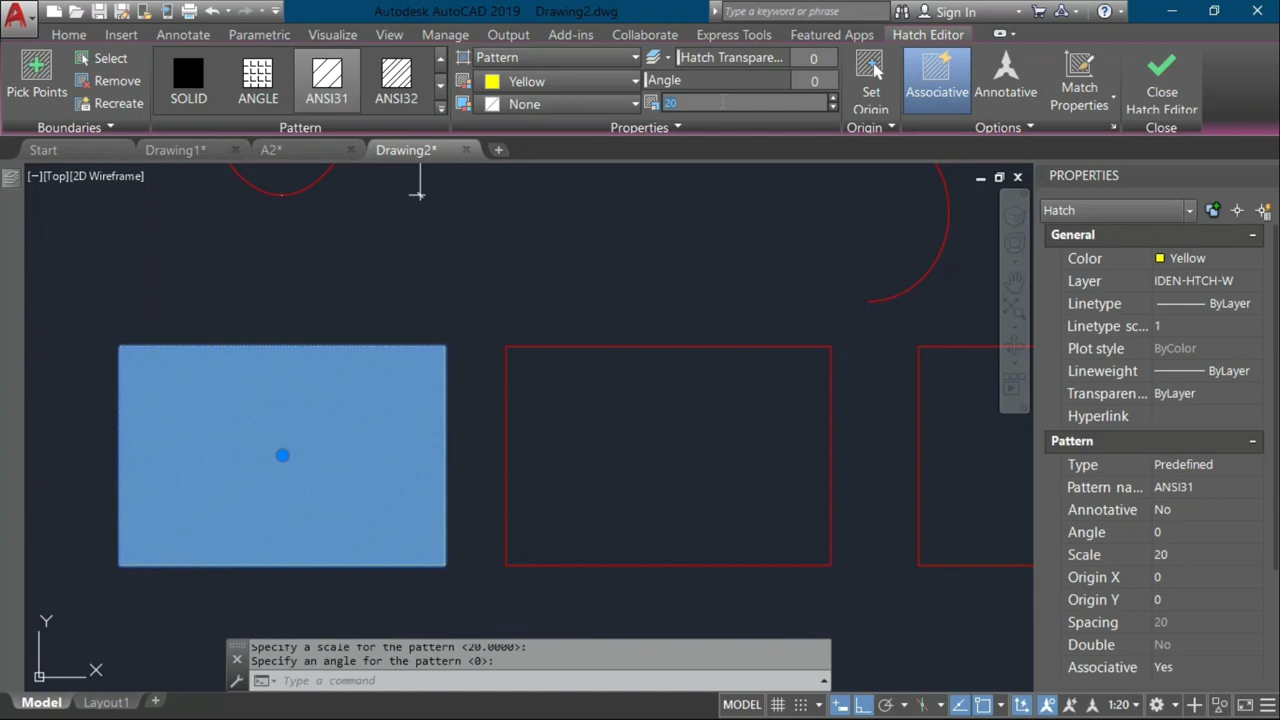 Autodesk AutoCAD 2019 Drawing2.dwg
Type a keyword or phrase
Sign In
Home Insert Annotate Parametric Visualize View Manage Output Add-ins Collaborate Express Tools Featured Apps Hatch Editor
Pick Points
Select
Remove
Recreate
Boundaries
SOLID ANGLE ANSI31 ANSI32
Pattern
Pattern
Yellow
None
Hatch Transpare... 0
Angle 0
20
Properties
Set
Origin
Origin
Associative
Annotative
Match
Properties
Options
Close
Hatch Editor
Close
Start Drawing1* A2* Drawing2*
[−][Top][2D Wireframe]
Y
X
Specify a scale for the pattern <20.0000>:
Specify an angle for the pattern <0>:
Type a command
PROPERTIES
Hatch
General
Color Yellow
Layer IDEN-HTCH-W
Linetype ByLayer
Linetype sc... 1
Plot style ByColor
Lineweight ByLayer
Transparen... ByLayer
Hyperlink
Pattern
Type Predefined
Pattern na... ANSI31
Annotative No
Angle 0
Scale 20
Origin X 0
Origin Y 0
Spacing 20
Double No
Associative Yes
Model Layout1
MODEL 1:20